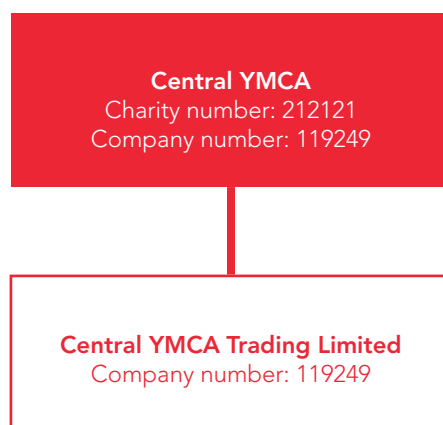 Central YMCA
Charity number: 212121
Company number: 119249
Central YMCA Trading Limited
Company number: 119249